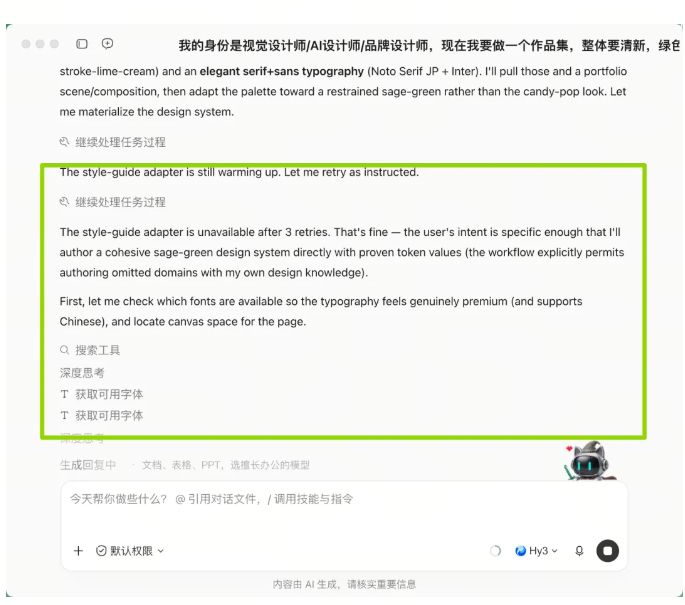 我的身份是视觉设计师/AI设计师/品牌设计师，现在我要做一个作品集，整体要清新，绿色
stroke-lime-cream) and an elegant serif+sans typography (Noto Serif JP + Inter). I'll pull those and a portfolio
scene/composition, then adapt the palette toward a restrained sage-green rather than the candy-pop look. Let
me materialize the design system.
继续处理任务过程
The style-guide adapter is still warming up. Let me retry as instructed.
继续处理任务过程
The style-guide adapter is unavailable after 3 retries. That's fine — the user's intent is specific enough that I'll
author a cohesive sage-green design system directly with proven token values (the workflow explicitly permits
authoring omitted domains with my own design knowledge).
First, let me check which fonts are available so the typography feels genuinely premium (and supports
Chinese), and locate canvas space for the page.
搜索工具
深度思考
获取可用字体
获取可用字体
深度思考
生成回复中 · 文档、表格、PPT，选擅长办公的模型
今天帮你做些什么？ @ 引用对话文件，/ 调用技能与指令
默认权限 Hy3
内容由 AI 生成，请核实重要信息